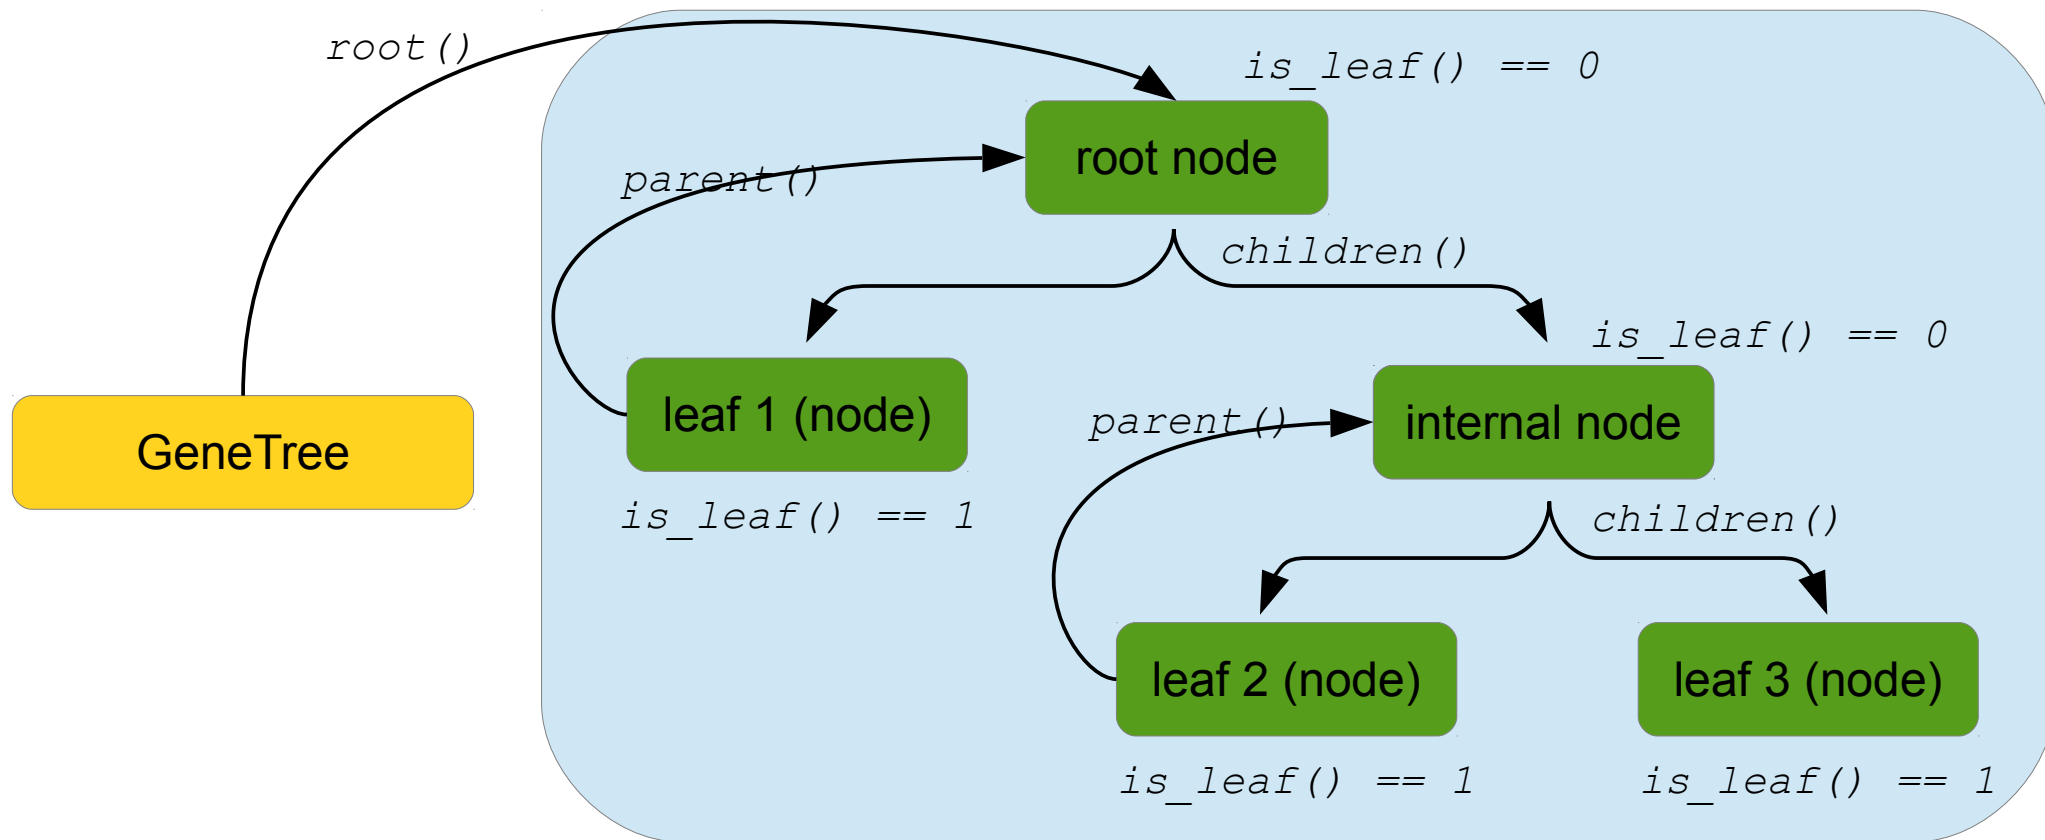 root()
is_leaf() == 0
root node
parent()
children()
is_leaf() == 0
leaf 1 (node)
internal node
parent()
GeneTree
is_leaf() == 1
children()
leaf 2 (node)
leaf 3 (node)
is_leaf() == 1
is_leaf() == 1